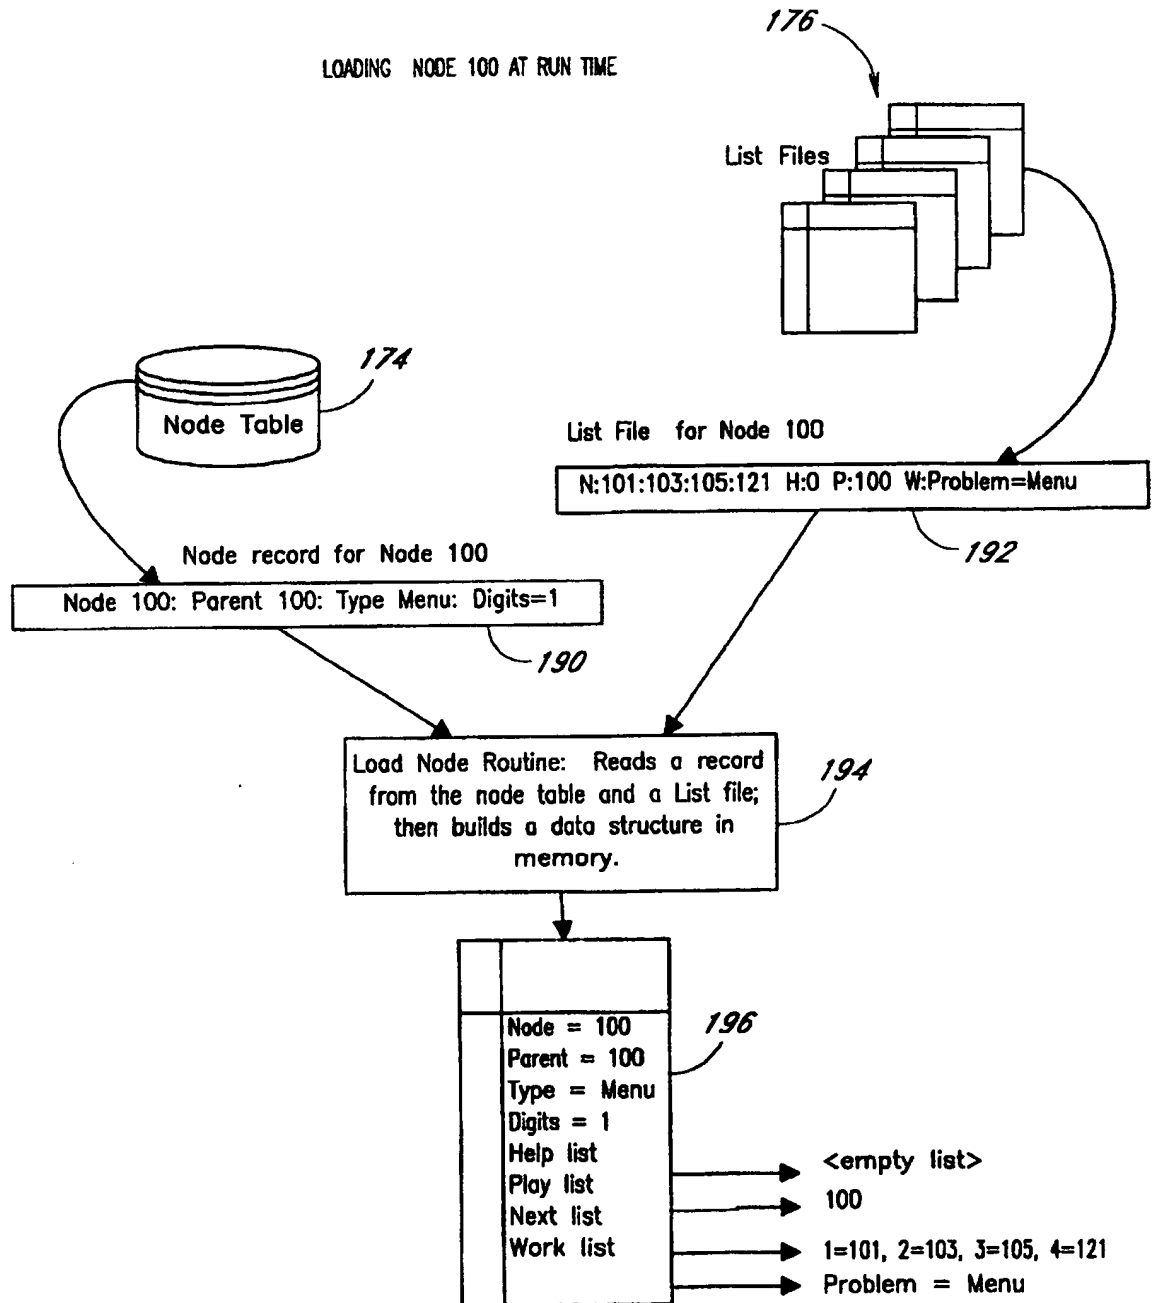 176
LOADING NODE 100 AT RUN TIME
List Files
174
Node Table
List File for Node 100
N:101:103:105:121 H:0 P:100 W:Problem=Menu
192
Node record for Node 100
Node 100: Parent 100: Type Menu: Digits=1
190
Load Node Routine: Reads a record
from the node table and a List file;
then builds a data structure in
memory.
194
196
Node = 100
Parent = 100
Type = Menu
Digits = 1
Help list
Play list
Next list
Work list
<empty list>
100
1=101, 2=103, 3=105, 4=121
Problem = Menu